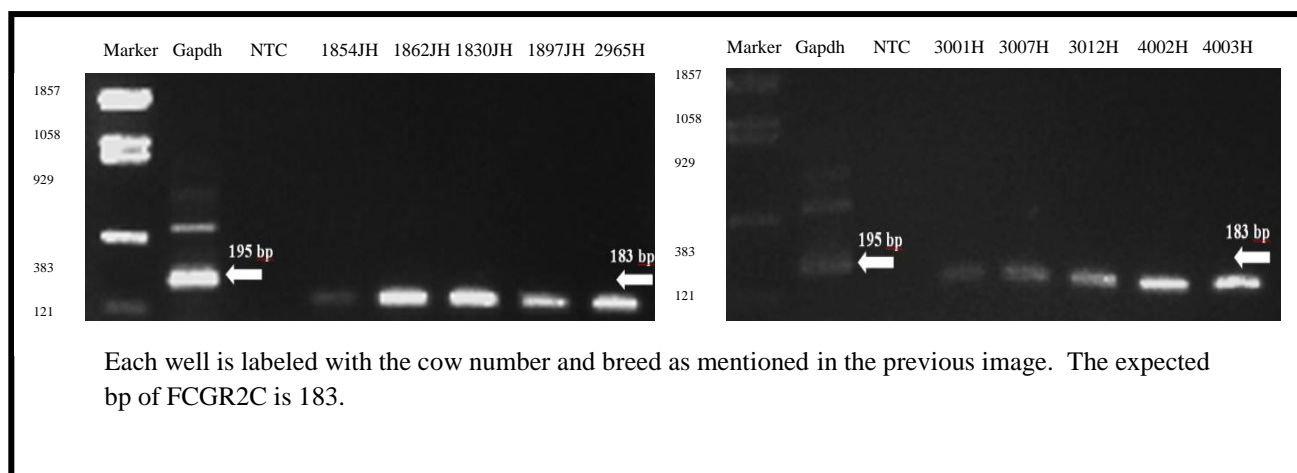 Marker Gapdh NTC 1854JH 1862JH 1830JH 1897JH 2965H
1857
1058
929
383
121
195 bp
183 bp
Marker Gapdh NTC 3001H 3007H 3012H 4002H 4003H
1857
1058
929
383
121
195 bp
183 bp
Each well is labeled with the cow number and breed as mentioned in the previous image. The expected
bp of FCGR2C is 183.